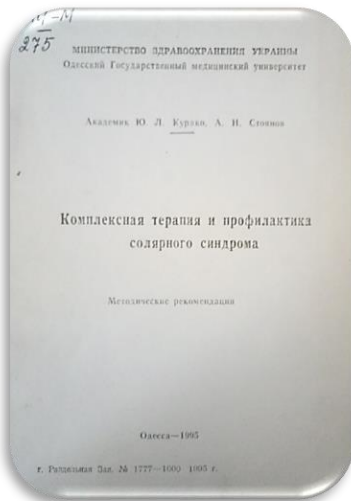 275
МИНИСТЕРСТВО ЗДРАВООХРАНЕНИЯ УКРАИНЫ
Одесский Государственный медицинский университет
Академик Ю. Л. Курако, А. Н. Стоянов
Комплексная терапия и профилактика
солярного синдрома
Методические рекомендации
Одесса—1995
г. Раздельная Зак. № 1777—1000 1995 г.